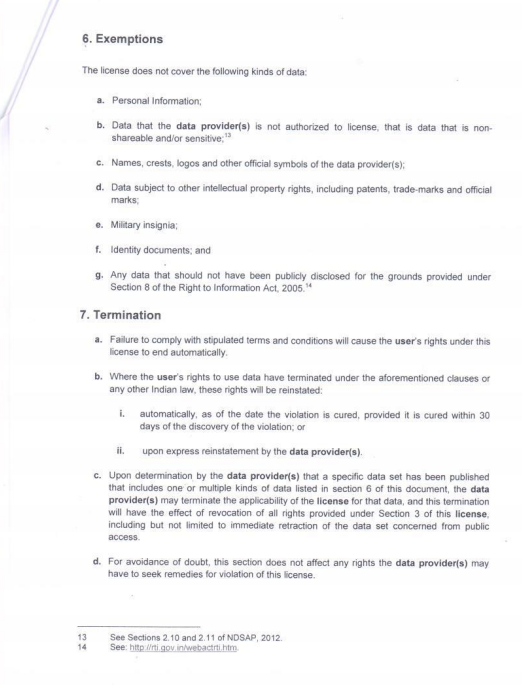 6. Exemptions
The license does not cover the following kinds of data:
a. Personal Information;
b. Data that the data provider(s) is not authorized to license, that is data that is non-
shareable and/or sensitive;13
c. Names, crests, logos and other official symbols of the data provider(s);
d. Data subject to other intellectual property rights, including patents, trade-marks and official
marks;
e. Military insignia;
f. Identity documents; and
g. Any data that should not have been publicly disclosed for the grounds provided under
Section 8 of the Right to Information Act, 2005.14
7. Termination
a. Failure to comply with stipulated terms and conditions will cause the user's rights under this
license to end automatically.
b. Where the user's rights to use data have terminated under the aforementioned clauses or
any other Indian law, these rights will be reinstated:
i. automatically, as of the date the violation is cured, provided it is cured within 30
days of the discovery of the violation; or
ii. upon express reinstatement by the data provider(s).
c. Upon determination by the data provider(s) that a specific data set has been published
that includes one or multiple kinds of data listed in section 6 of this document, the data
provider(s) may terminate the applicability of the license for that data, and this termination
will have the effect of revocation of all rights provided under Section 3 of this license,
including but not limited to immediate retraction of the data set concerned from public
access.
d. For avoidance of doubt, this section does not affect any rights the data provider(s) may
have to seek remedies for violation of this license.
13 See Sections 2.10 and 2.11 of NDSAP, 2012.
14 See: http://rti.gov.in/webactrti.htm.